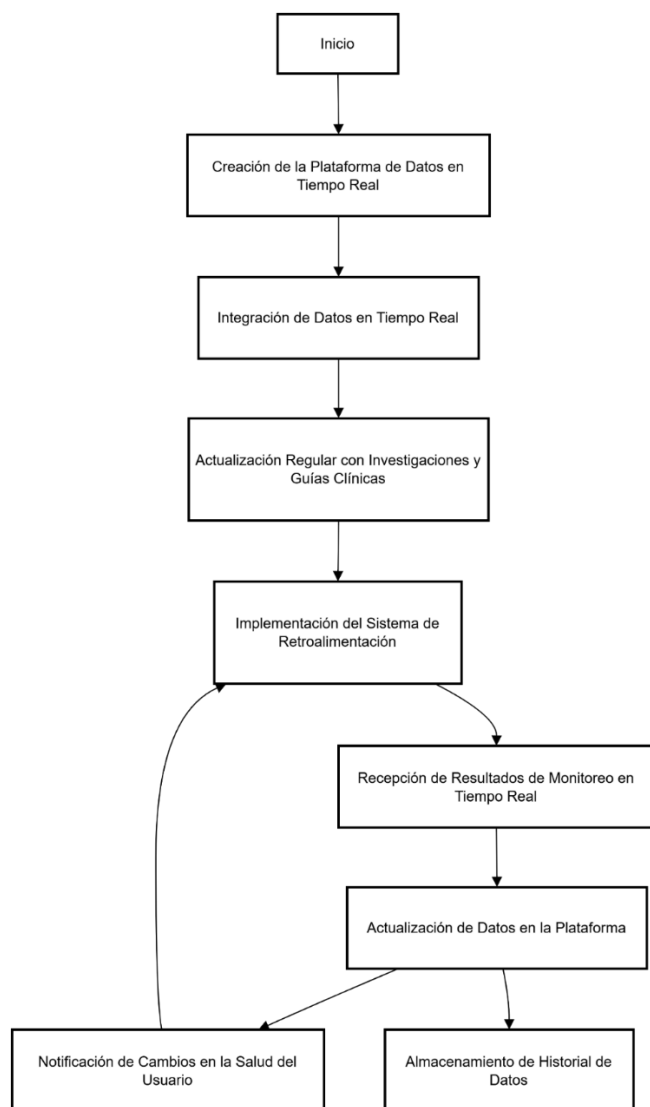 Inicio
Creación de la Plataforma de Datos en
Tiempo Real
Integración de Datos en Tiempo Real
Actualización Regular con Investigaciones y
Guías Clínicas
Implementación del Sistema de
Retroalimentación
Recepción de Resultados de Monitoreo en
Tiempo Real
Actualización de Datos en la Plataforma
Notificación de Cambios en la Salud del
Usuario
Almacenamiento de Historial de
Datos